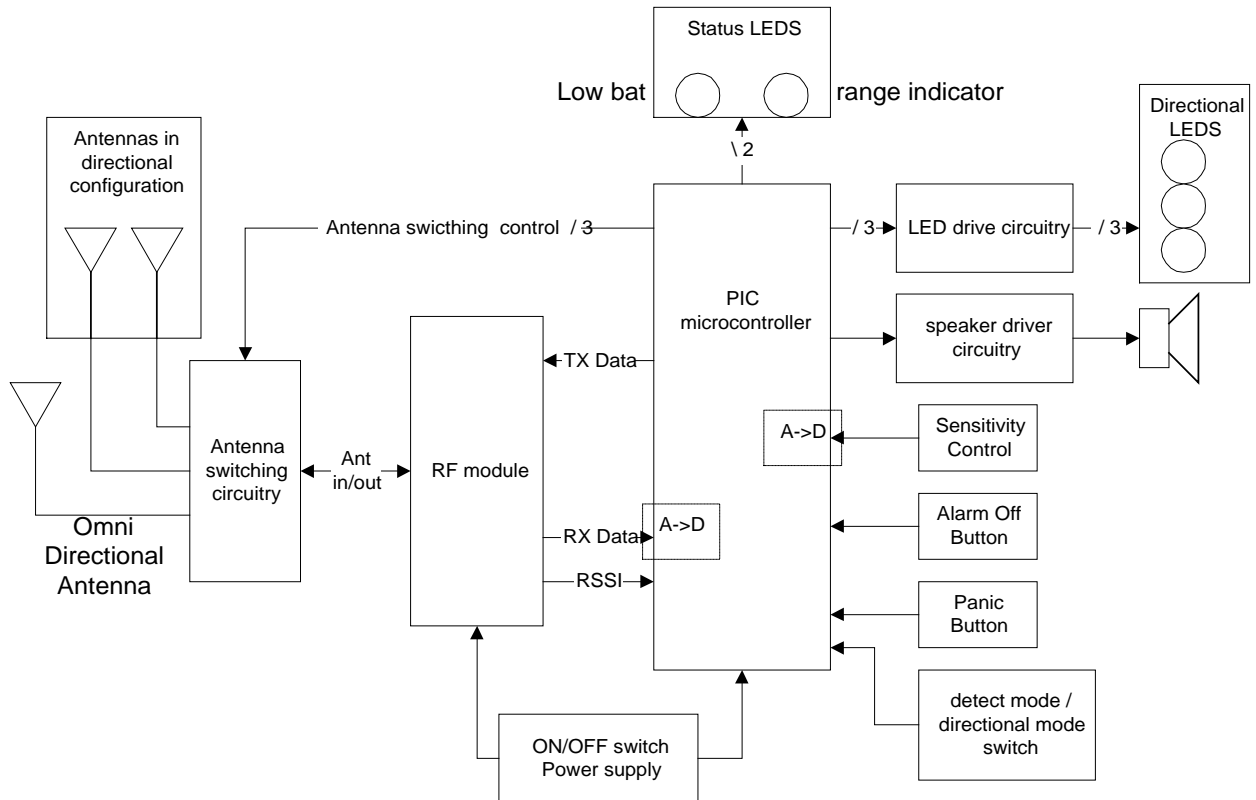 Status LEDS
Low bat
range indicator
Directional
LEDS
Antennas in
directional
configuration
\ 2
Antenna swicthing control / 3
/ 3
LED drive circuitry
/ 3
PIC
microcontroller
speaker driver
circuitry
TX Data
A->D
Sensitivity
Control
Antenna
switching
circuitry
Ant
in/out
RF module
Omni
Directional
Antenna
A->D
RX Data
RSSI
Alarm Off
Button
Panic
Button
detect mode /
directional mode
switch
ON/OFF switch
Power supply